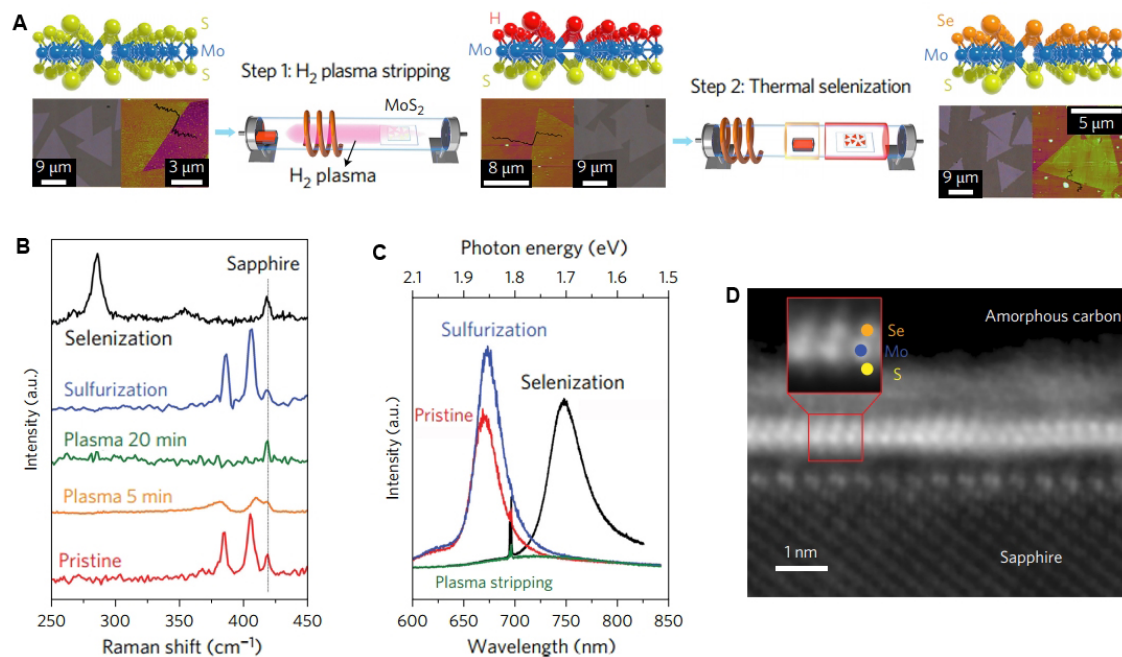 A
S
Mo
S
9 µm
3 µm
Step 1: H₂ plasma stripping
MoS₂
H₂ plasma
H
Mo
S
8 µm
9 µm
Step 2: Thermal selenization
Se
Mo
S
9 µm
5 µm
B
Sapphire
Selenization
Sulfurization
Plasma 20 min
Plasma 5 min
Pristine
Intensity (a.u.)
250 300 350 400 450
Raman shift (cm⁻¹)
C
Photon energy (eV)
2.1 2.0 1.9 1.8 1.7 1.6 1.5
Sulfurization
Selenization
Pristine
Plasma stripping
Intensity (a.u.)
600 650 700 750 800 850
Wavelength (nm)
D
Se
Mo
S
Amorphous carbon
1 nm
Sapphire